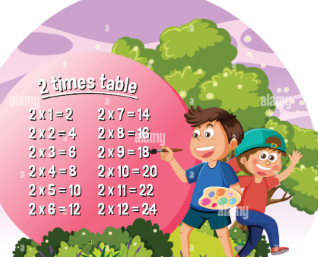 2 times table
2 x 1 = 2
2 x 2 = 4
2 x 3 = 6
2 x 4 = 8
2 x 5 = 10
2 x 6 = 12
2 x 7 = 14
2 x 8 = 16
2 x 9 = 18
2 x 10 = 20
2 x 11 = 22
2 x 12 = 24
alamy
alamy
alamy
alamy